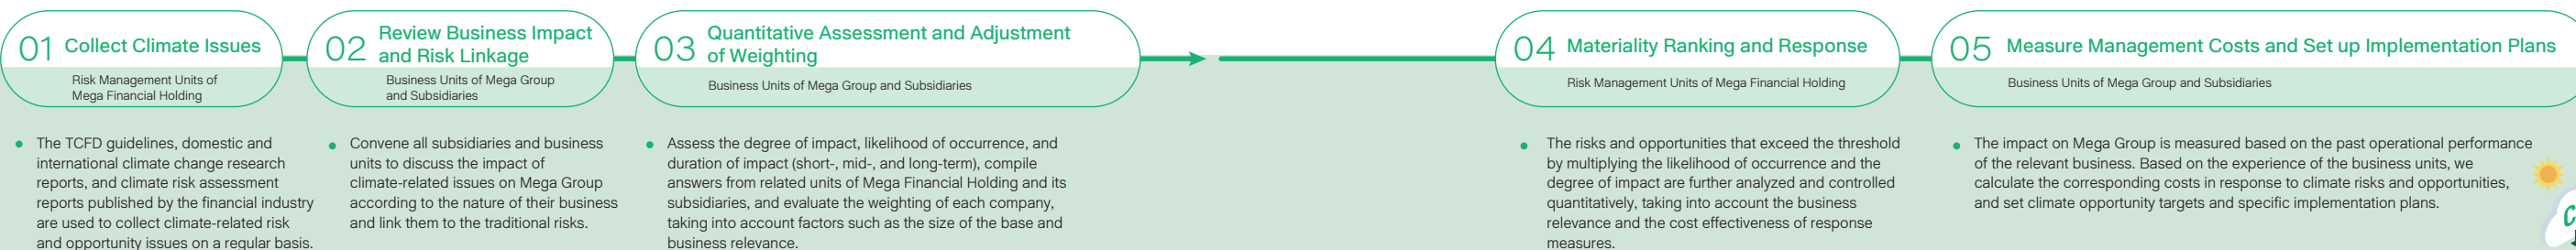 01 Collect Climate Issues
Risk Management Units of
Mega Financial Holding
The TCFD guidelines, domestic and
international climate change research
reports, and climate risk assessment
reports published by the financial industry
are used to collect climate-related risk
and opportunity issues on a regular basis.
02 Review Business Impact
and Risk Linkage
Business Units of Mega Group
and Subsidiaries
Convene all subsidiaries and business
units to discuss the impact of
climate-related issues on Mega Group
according to the nature of their business
and link them to the traditional risks.
03 Quantitative Assessment and Adjustment
of Weighting
Business Units of Mega Group and Subsidiaries
Assess the degree of impact, likelihood of occurrence, and
duration of impact (short-, mid-, and long-term), compile
answers from related units of Mega Financial Holding and its
subsidiaries, and evaluate the weighting of each company,
taking into account factors such as the size of the base and
business relevance.
04 Materiality Ranking and Response
Risk Management Units of Mega Financial Holding
The risks and opportunities that exceed the threshold
by multiplying the likelihood of occurrence and the
degree of impact are further analyzed and controlled
quantitatively, taking into account the business
relevance and the cost effectiveness of response
measures.
05 Measure Management Costs and Set up Implementation Plans
Business Units of Mega Group and Subsidiaries
The impact on Mega Group is measured based on the past operational performance
of the relevant business. Based on the experience of the business units, we
calculate the corresponding costs in response to climate risks and opportunities,
and set climate opportunity targets and specific implementation plans.